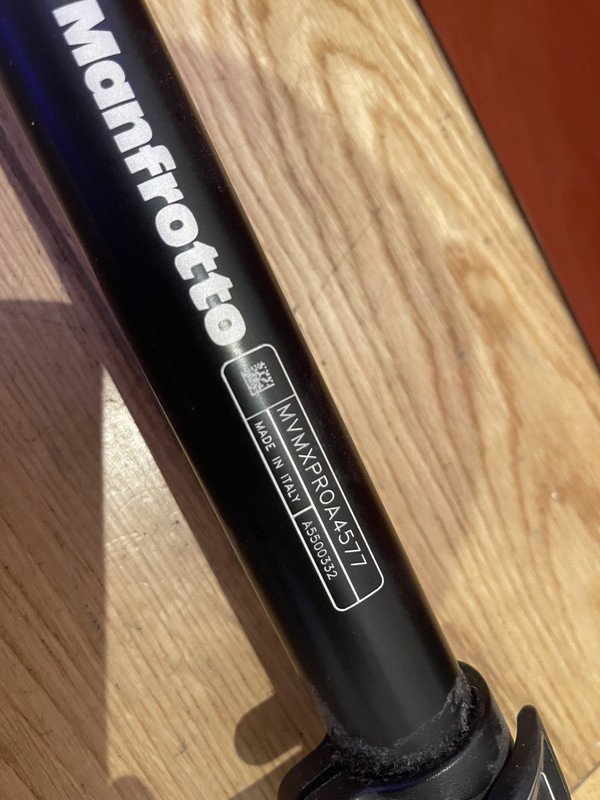 Manfrotto
MVMXPROA4577
MADE IN ITALY
A5500332